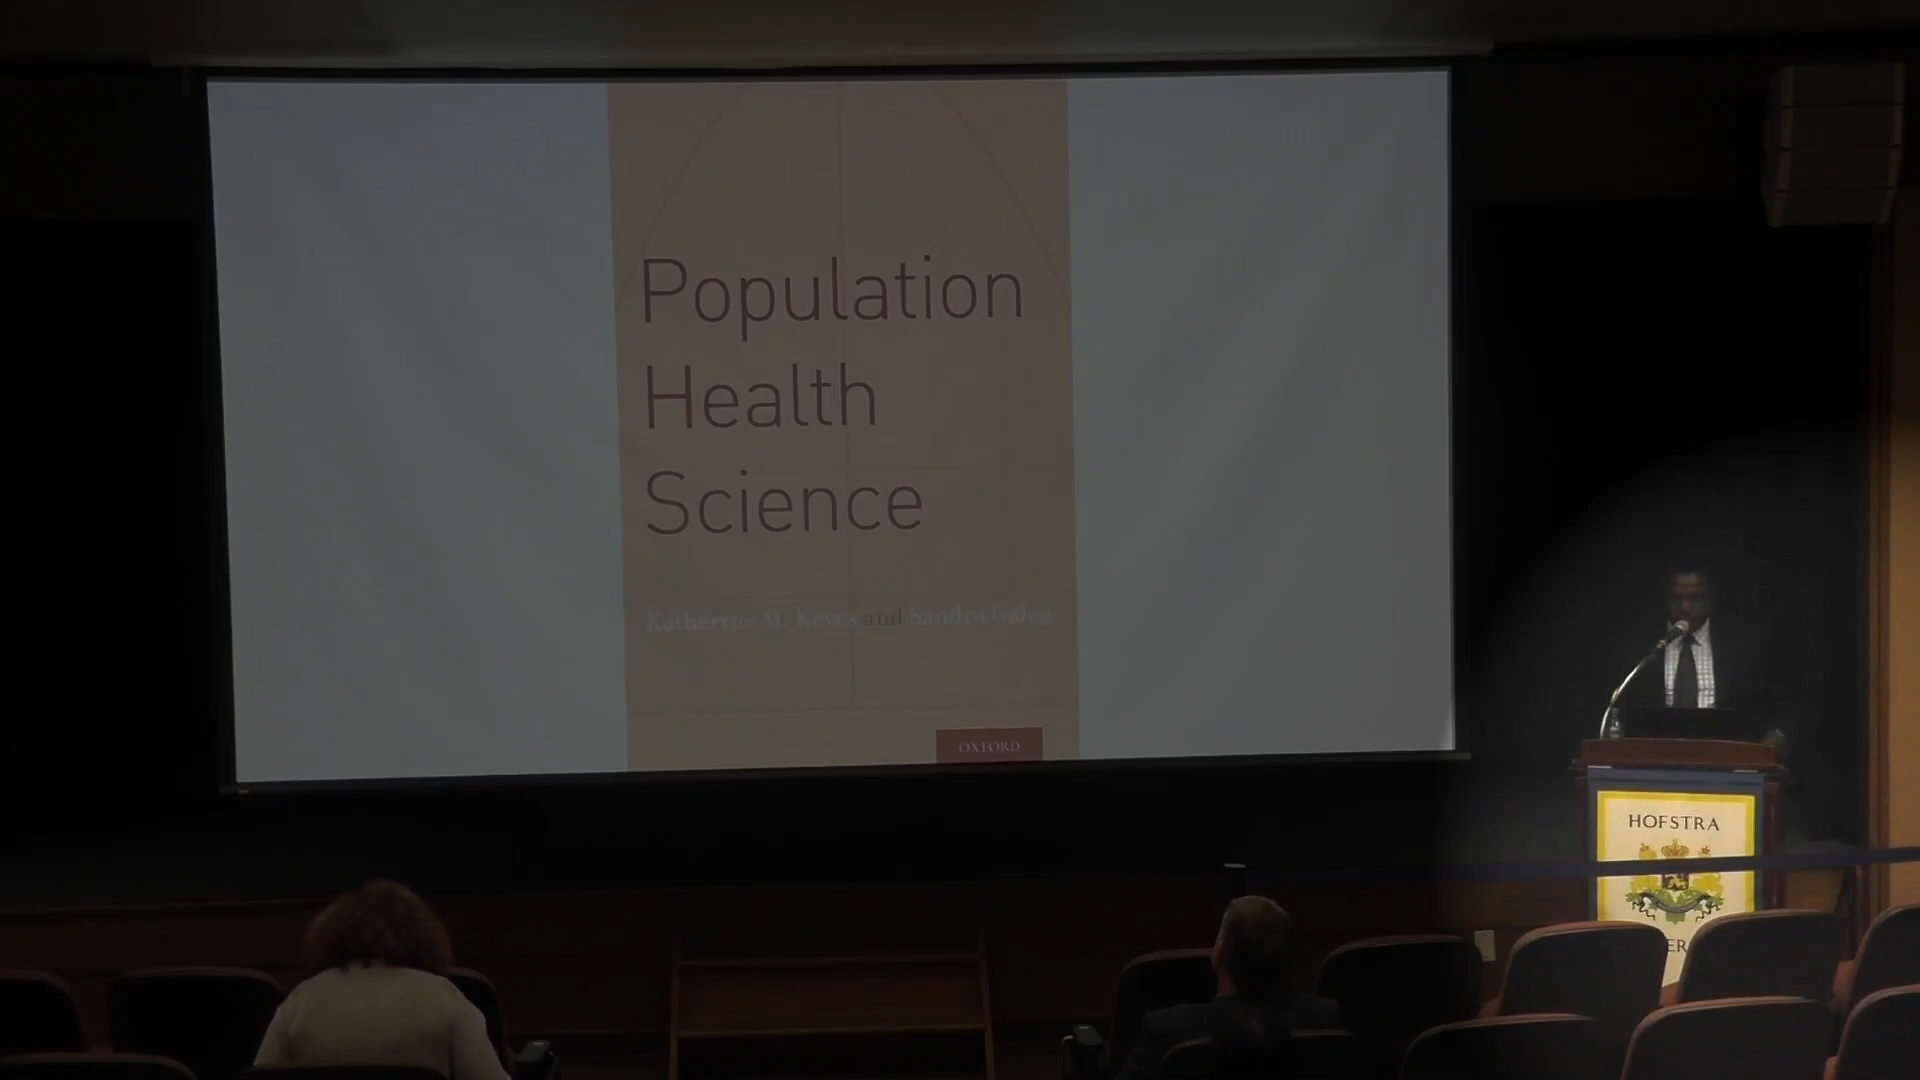 Population
Health
Science
Katherine M. Keyes and Sandro Galea
OXFORD
HOFSTRA